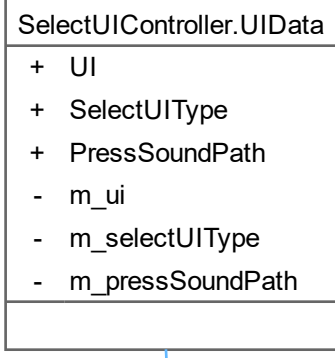 SelectUIController.UIData
+ UI
+ SelectUIType
+ PressSoundPath
- m_ui
- m_selectUIType
- m_pressSoundPath